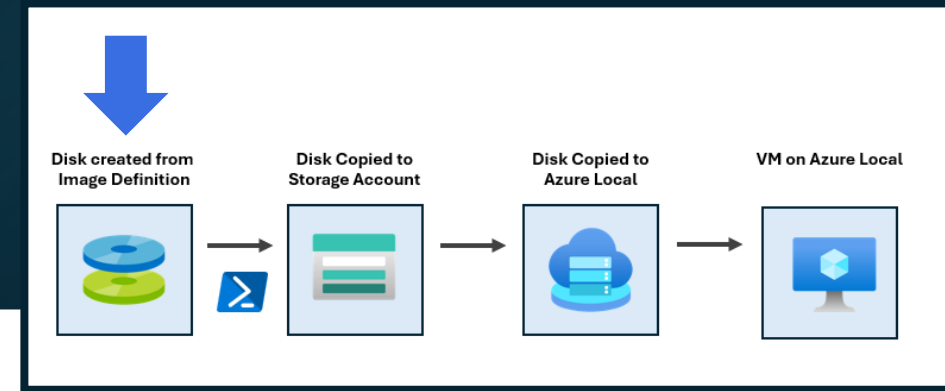 Disk created from
Image Definition
Disk Copied to
Storage Account
Disk Copied to
Azure Local
VM on Azure Local